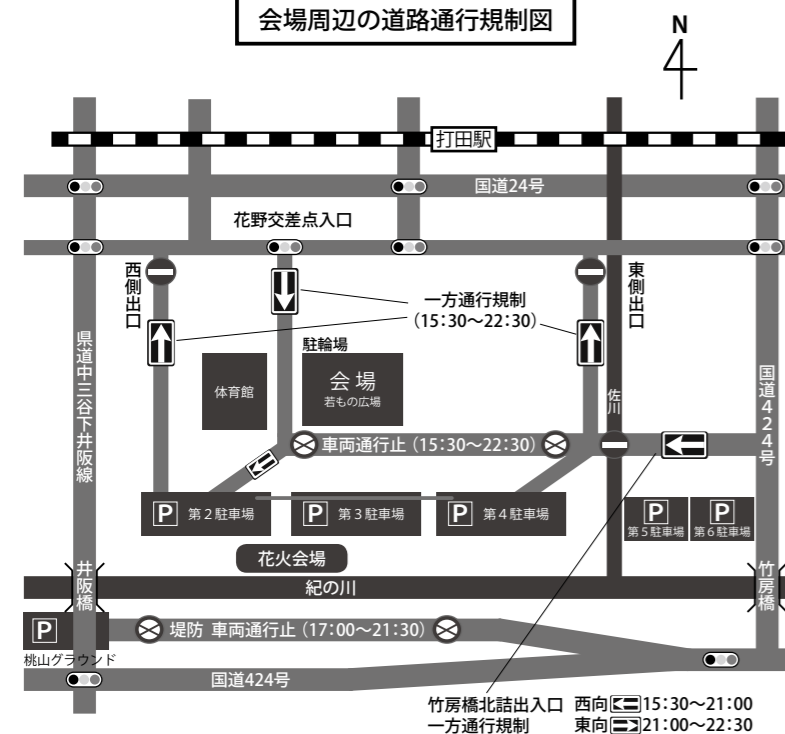 会場周辺の道路通行規制図
N
打田駅
国道24号
花野交差点入口
西側出口
東側出口
一方通行規制
（15：30〜22：30）
駐輪場
体育館
会場
若もの広場
県道中三谷下井阪線
佐川
国道424号
車両通行止（15：30〜22：30）
P 第2駐車場
P 第3駐車場
P 第4駐車場
P
第5駐車場
P
第6駐車場
花火会場
井阪橋
紀の川
竹房橋
P
桃山グラウンド
堤防 車両通行止（17：00〜21：30）
国道424号
竹房橋北詰出入口 西向 15：30〜21：00
一方通行規制 東向 21：00〜22：30